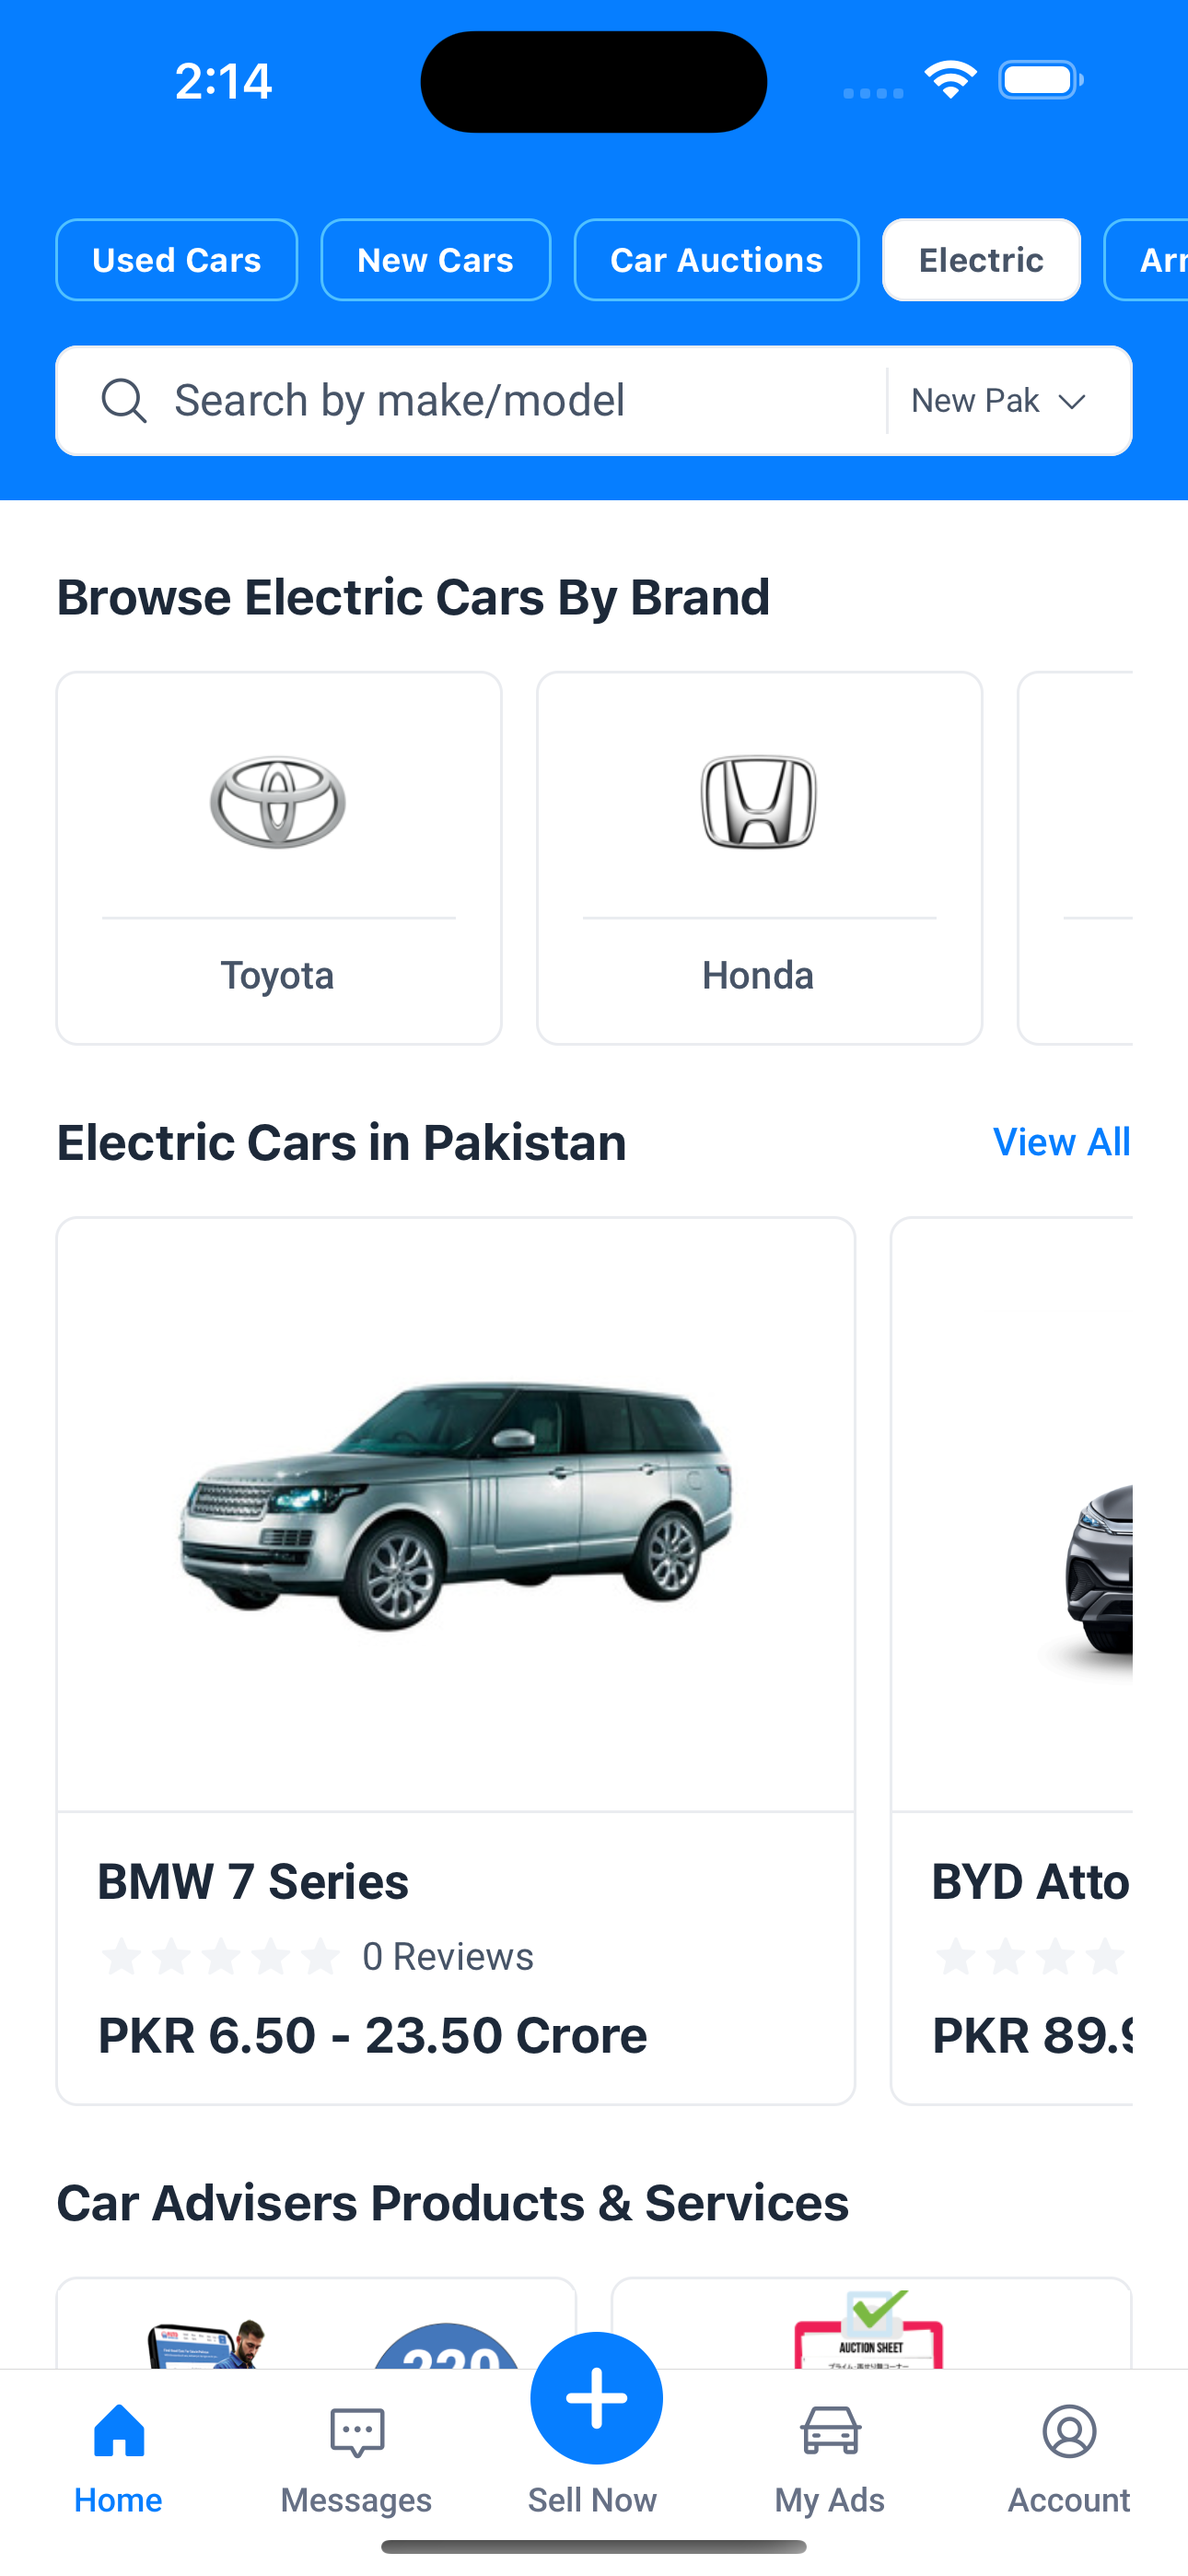 2:14
Used Cars
New Cars
Car Auctions
Electric
Search by make/model
New Pak
Browse Electric Cars By Brand
Toyota
Honda
Electric Cars in Pakistan
View All
BMW 7 Series
0 Reviews
PKR 6.50 - 23.50 Crore
BYD Atto
PKR 89.9
Car Advisers Products & Services
AUCTION SHEET
Home
Messages
Sell Now
My Ads
Account